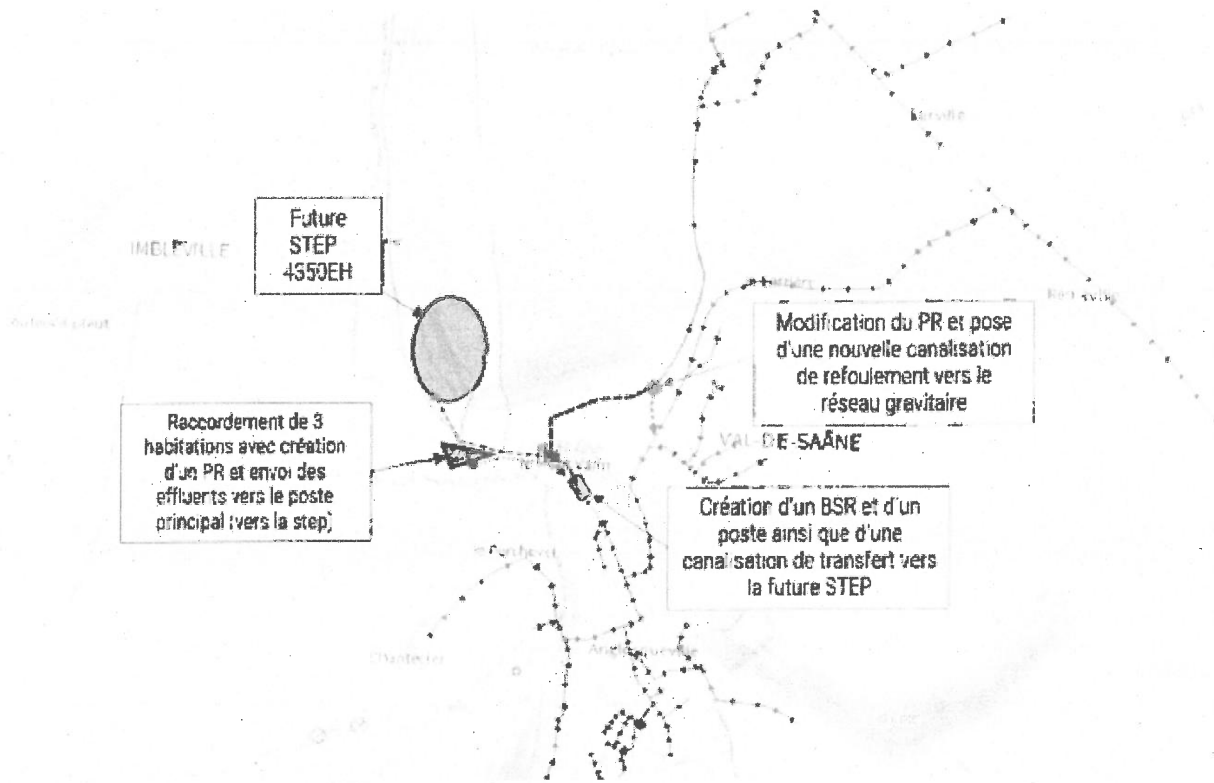 Future
STEP
4350EH
IMBLEVILLE
Modification du PR et pose
d'une nouvelle canalisation
de refoulement vers le
réseau gravitaire
Raccordement de 3
habitations avec création
d'un PR et envoi des
effluents vers le poste
principal (vers la step)
VAL-DE-SAÂNE
Création d'un BSR et d'un
poste ainsi que d'une
canalisation de transfert vers
la future STEP